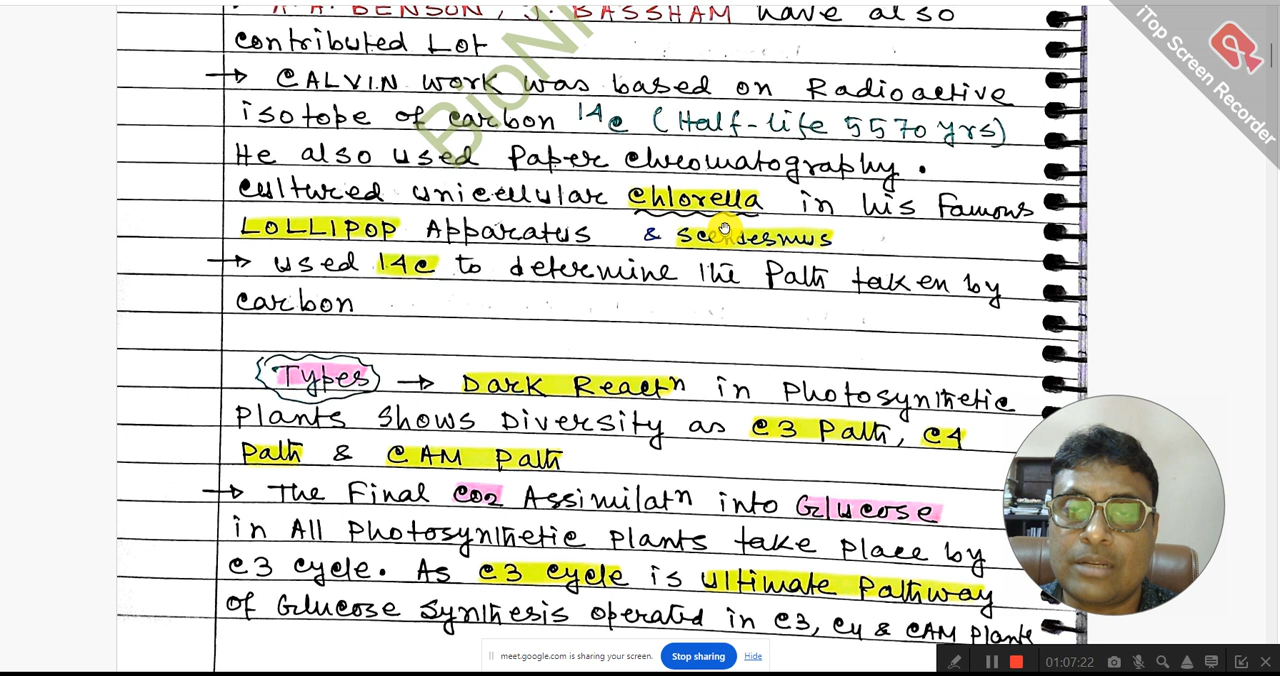 A. A. BENSON, J. BASSHAM have also
contributed Lot
→ CALVIN work was based on Radioactive
isotope of carbon 14c (Half-life 5570 yrs)
He also used Paper chromatography.
cultured unicellular chlorella in his Famous
LOLLIPOP Apparatus & scendesmus
→ used 14c to determine the Path taken by
carbon
Types → DARK Reactn in Photosynthetic
Plants shows Diversity as C3 Path, C4
Path & CAM Path
→ The Final CO2 Assimilatn into Glucose
in All Photosynthetic plants take place by
C3 cycle. As C3 cycle is ultimate Pathway
of Glucose synthesis operated in C3, C4 & CAM Plants
iTop Screen Recorder
meet.google.com is sharing your screen.
Stop sharing
Hide
01:07:22